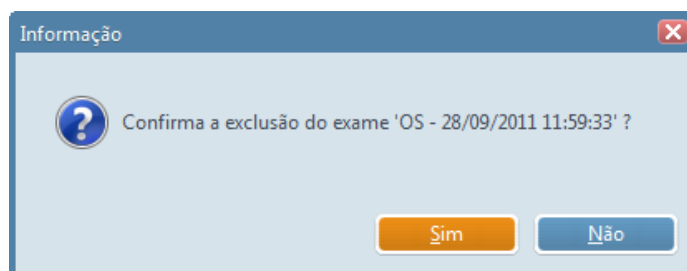 Informação
Confirma a exclusão do exame 'OS - 28/09/2011 11:59:33' ?
Sim
Não